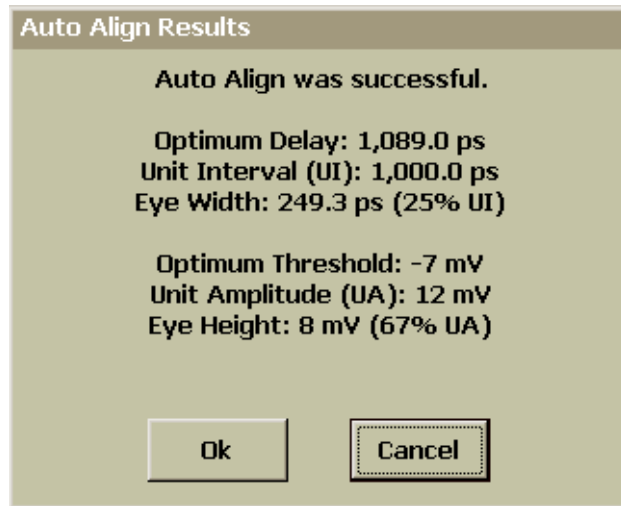 Auto Align Results
Auto Align was successful.
Optimum Delay: 1,089.0 ps
Unit Interval (UI): 1,000.0 ps
Eye Width: 249.3 ps (25% UI)
Optimum Threshold: -7 mV
Unit Amplitude (UA): 12 mV
Eye Height: 8 mV (67% UA)
Ok
Cancel